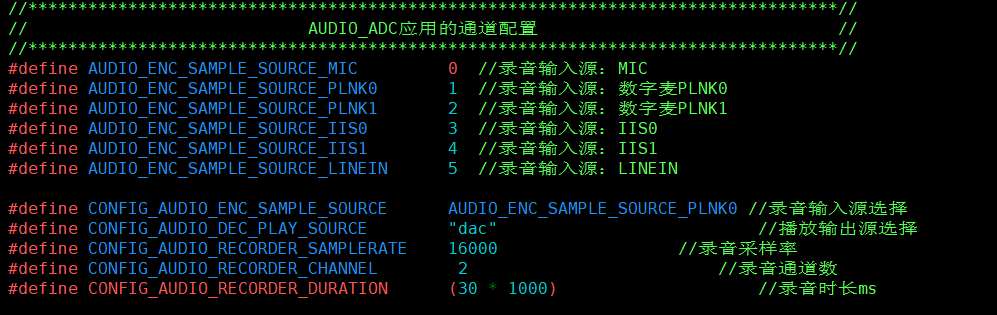 //*********************************************************************************//
//                            AUDIO_ADC应用的通道配置                              //
//*********************************************************************************//
#define AUDIO_ENC_SAMPLE_SOURCE_MIC         0  //录音输入源：MIC
#define AUDIO_ENC_SAMPLE_SOURCE_PLNK0       1  //录音输入源：数字麦PLNK0
#define AUDIO_ENC_SAMPLE_SOURCE_PLNK1       2  //录音输入源：数字麦PLNK1
#define AUDIO_ENC_SAMPLE_SOURCE_IIS0        3  //录音输入源：IIS0
#define AUDIO_ENC_SAMPLE_SOURCE_IIS1        4  //录音输入源：IIS1
#define AUDIO_ENC_SAMPLE_SOURCE_LINEIN      5  //录音输入源：LINEIN
#define CONFIG_AUDIO_ENC_SAMPLE_SOURCE      AUDIO_ENC_SAMPLE_SOURCE_PLNK0 //录音输入源选择
#define CONFIG_AUDIO_DEC_PLAY_SOURCE        "dac"                          //播放输出源选择
#define CONFIG_AUDIO_RECORDER_SAMPLERATE    16000                  //录音采样率
#define CONFIG_AUDIO_RECORDER_CHANNEL        2                         //录音通道数
#define CONFIG_AUDIO_RECORDER_DURATION      (30 * 1000)                    //录音时长ms